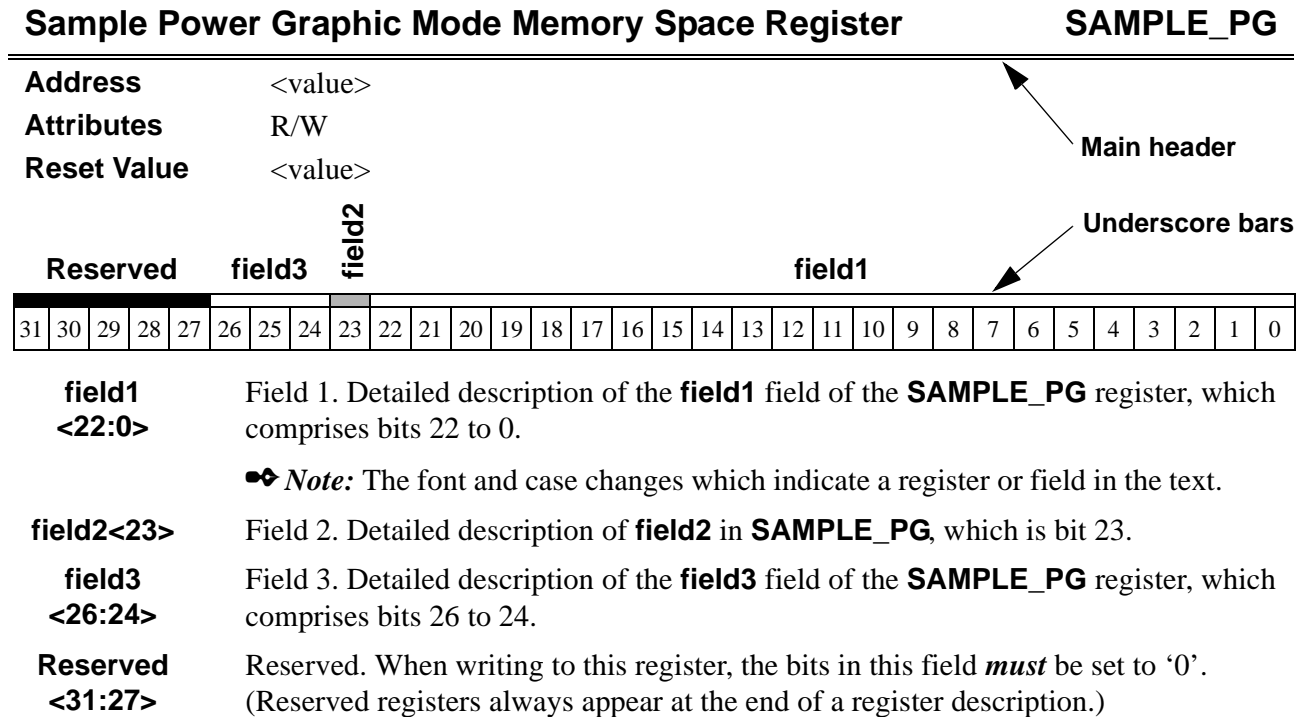 Sample Power Graphic Mode Memory Space Register SAMPLE_PG
Address <value>
Attributes R/W
Main header
Reset Value <value>
field2
Underscore bars
Reserved field3 field1
31 30 29 28 27 26 25 24 23 22 21 20 19 18 17 16 15 14 13 12 11 10 9 8 7 6 5 4 3 2 1 0
field1 Field 1. Detailed description of the field1 field of the SAMPLE_PG register, which
<22:0> comprises bits 22 to 0.
Note: The font and case changes which indicate a register or field in the text.
field2<23> Field 2. Detailed description of field2 in SAMPLE_PG, which is bit 23.
field3 Field 3. Detailed description of the field3 field of the SAMPLE_PG register, which
<26:24> comprises bits 26 to 24.
Reserved Reserved. When writing to this register, the bits in this field must be set to ‘0’.
<31:27> (Reserved registers always appear at the end of a register description.)